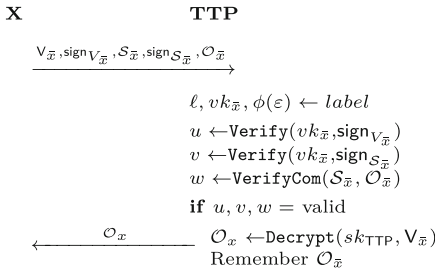 X TTP
V_x̄, sign_{V_x̄}, 𝒮_x̄, sign_{𝒮_x̄}, 𝒪_x̄
ℓ, vk_x̄, ϕ(ε) ← label
u ←Verify(vk_x̄,sign_{V_x̄})
v ←Verify(vk_x̄,sign_{𝒮_x̄})
w ←VerifyCom(𝒮_x̄, 𝒪_x̄)
if u, v, w = valid
𝒪_x 𝒪_x ←Decrypt(sk_TTP, V_x̄)
Remember 𝒪_x̄